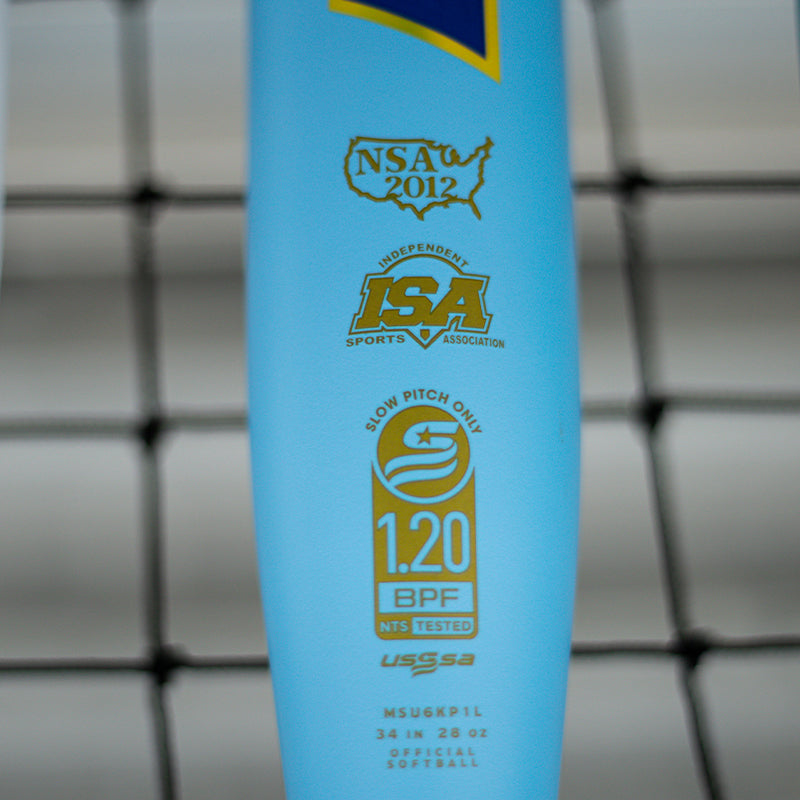 NSA
2012
INDEPENDENT
ISA
SPORTS ASSOCIATION
SLOW PITCH ONLY
1.20
BPF
NTS TESTED
usssa
MSU6KP1L
34 IN 28 OZ
OFFICIAL
SOFTBALL